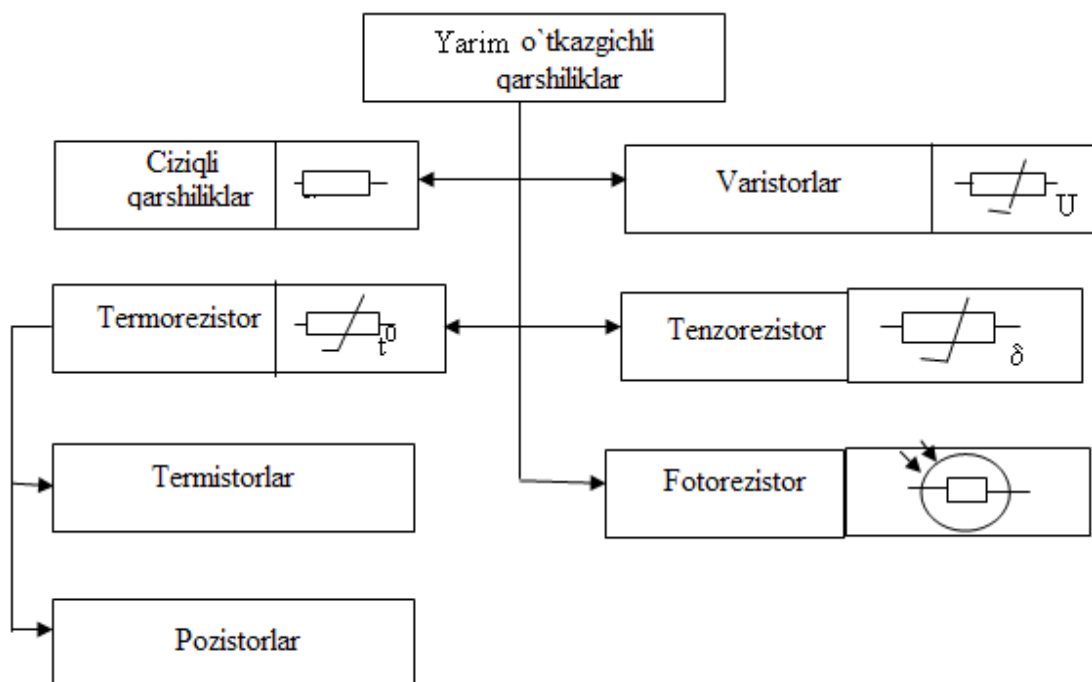 Yarim o`tkazgichli
qarshiliklar
Ciziqli
qarshiliklar
Varistorlar
U
Termorezistor
t⁰
Tenzorezistor
δ
Termistorlar
Fotorezistor
Pozistorlar